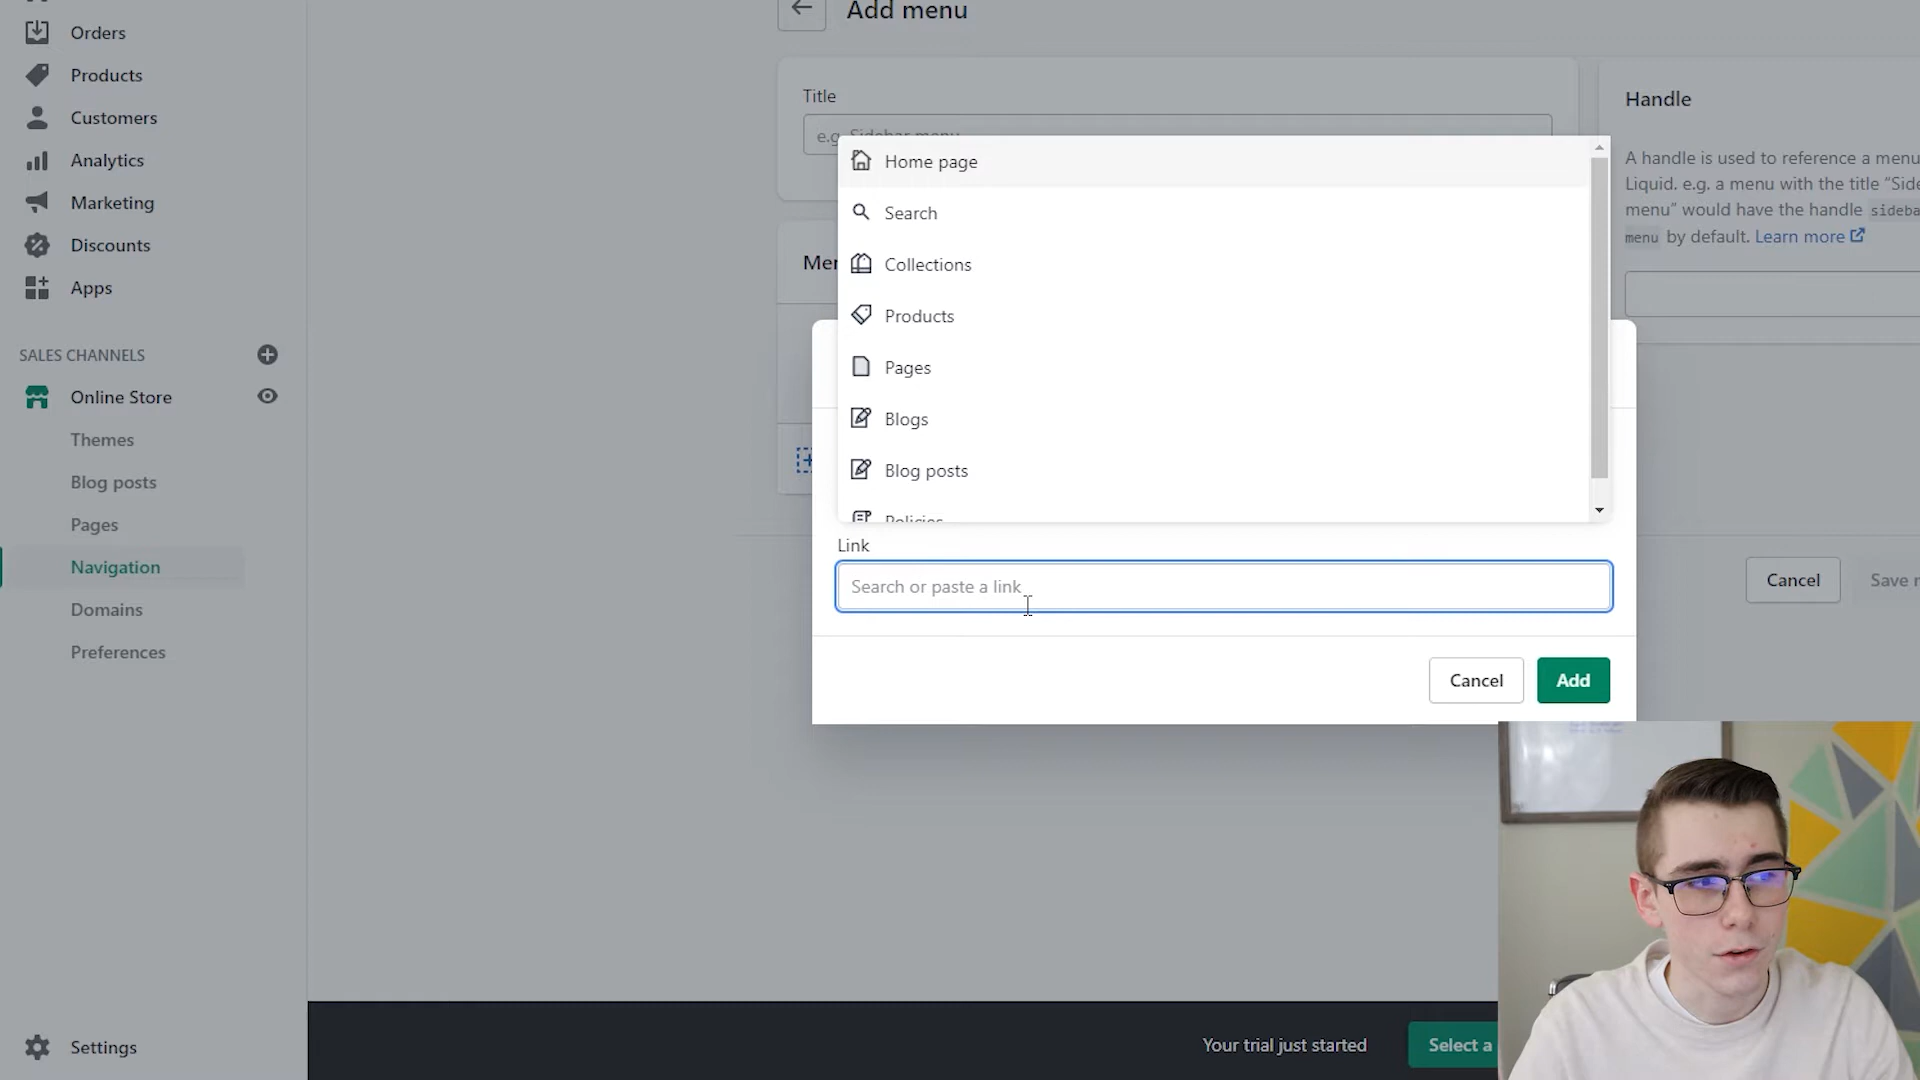 Orders
Products
Customers
Analytics
Marketing
Discounts
Apps
SALES CHANNELS
Online Store
Themes
Blog posts
Pages
Navigation
Domains
Preferences
Settings
Add menu
Title
e.g. Sidebar menu
Home page
Search
Collections
Products
Pages
Blogs
Blog posts
Policies
Link
Search or paste a link
Cancel
Add
Handle
A handle is used to reference a menu
Liquid. e.g. a menu with the title “Side
menu” would have the handle sideba
menu by default. Learn more
Cancel
Save
Your trial just started
Select a